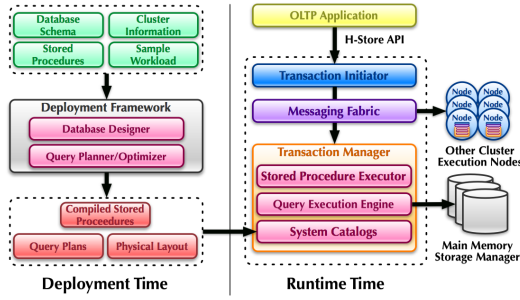 Database
Schema
Cluster
Information
Stored
Procedures
Sample
Workload
Deployment Framework
Database Designer
Query Planner/Optimizer
Compiled Stored
Proceedures
Query Plans
Physical Layout
Deployment Time
OLTP Application
H-Store API
Transaction Initiator
Messaging Fabric
Transaction Manager
Stored Procedure Executor
Query Execution Engine
System Catalogs
Runtime Time
Node
Node
Node
Node
Node
Node
Other Cluster
Execution Nodes
Main Memory
Storage Manager